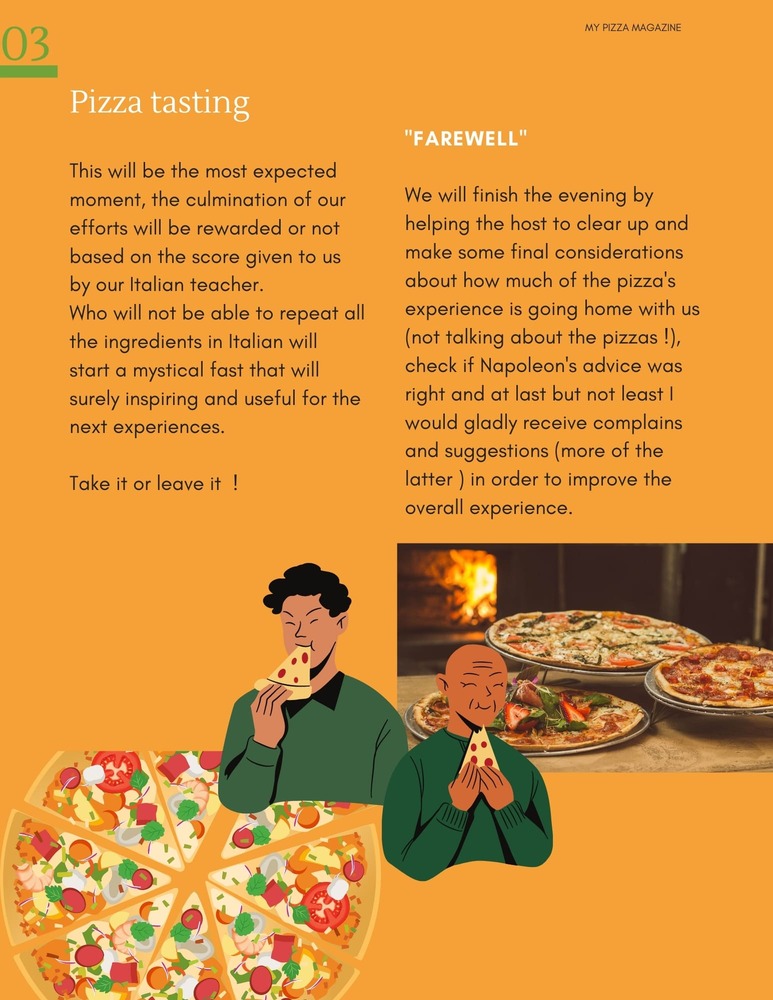 03
MY PIZZA MAGAZINE
Pizza tasting
This will be the most expected
moment, the culmination of our
efforts will be rewarded or not
based on the score given to us
by our Italian teacher.
Who will not be able to repeat all
the ingredients in Italian will
start a mystical fast that will
surely inspiring and useful for the
next experiences.
Take it or leave it  !
"FAREWELL"
We will finish the evening by
helping the host to clear up and
make some final considerations
about how much of the pizza's
experience is going home with us
(not talking about the pizzas !),
check if Napoleon's advice was
right and at last but not least I
would gladly receive complains
and suggestions (more of the
latter ) in order to improve the
overall experience.